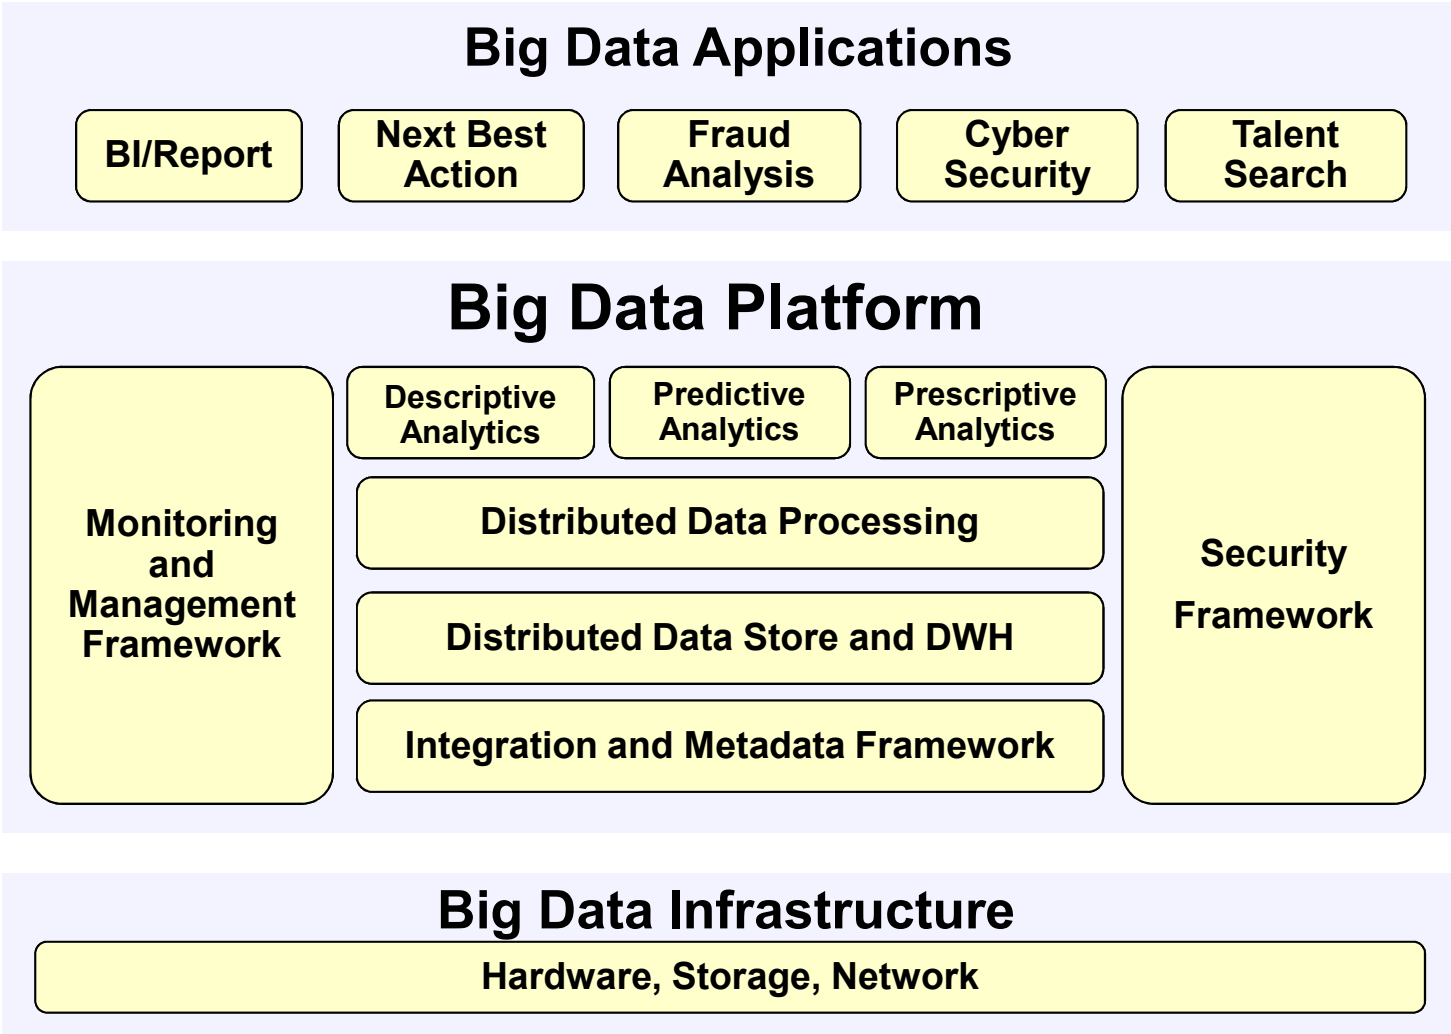 Big Data Applications
BI/Report
Next Best
Action
Fraud
Analysis
Cyber
Security
Talent
Search
Big Data Platform
Monitoring
and
Management
Framework
Descriptive
Analytics
Predictive
Analytics
Prescriptive
Analytics
Distributed Data Processing
Distributed Data Store and DWH
Integration and Metadata Framework
Security
Framework
Big Data Infrastructure
Hardware, Storage, Network